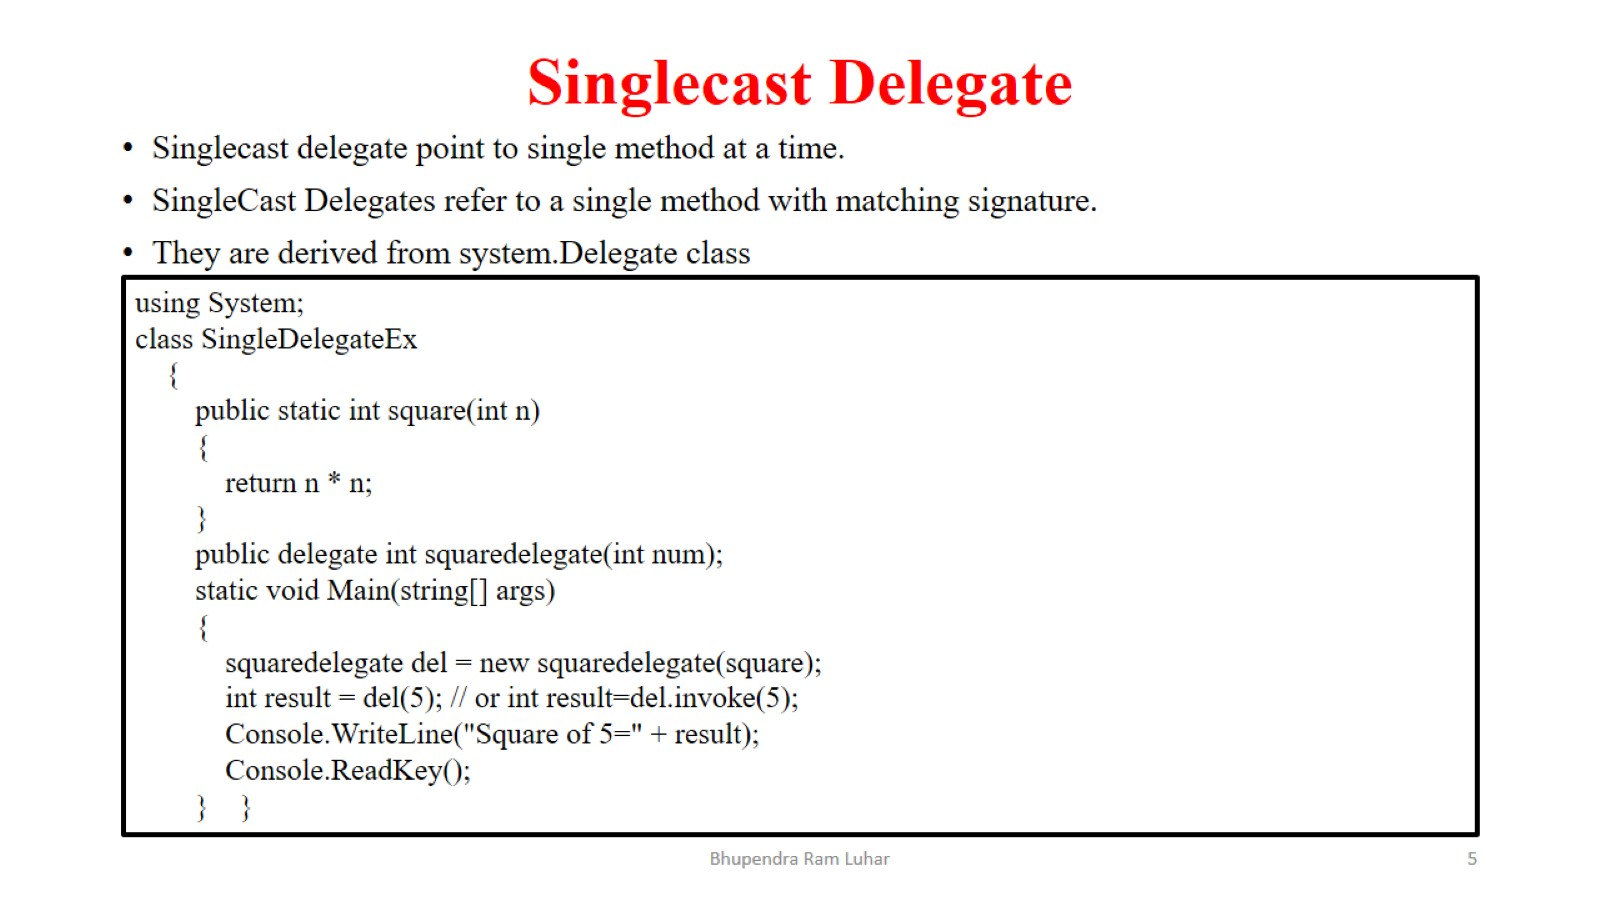 Singlecast Delegate
• Singlecast delegate point to single method at a time.
• SingleCast Delegates refer to a single method with matching signature.
• They are derived from system.Delegate class
using System;
class SingleDelegateEx
{
public static int square(int n)
{
return n * n;
}
public delegate int squaredelegate(int num);
static void Main(string[] args)
{
squaredelegate del = new squaredelegate(square);
int result = del(5); // or int result=del.invoke(5);
Console.WriteLine("Square of 5=" + result);
Console.ReadKey();
} }
Bhupendra Ram Luhar
5